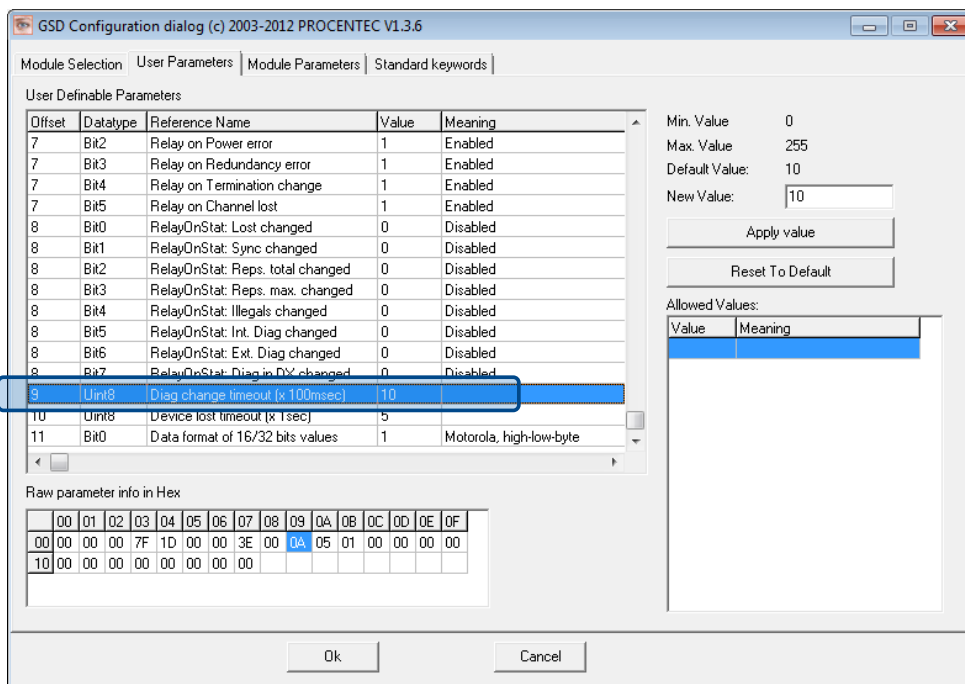 GSD Configuration dialog (c) 2003-2012 PROCENTEC V1.3.6
Module Selection User Parameters Module Parameters Standard keywords
User Definable Parameters
Offset Datatype Reference Name Value Meaning
7 Bit2 Relay on Power error 1 Enabled
7 Bit3 Relay on Redundancy error 1 Enabled
7 Bit4 Relay on Termination change 1 Enabled
7 Bit5 Relay on Channel lost 1 Enabled
8 Bit0 RelayOnStat: Lost changed 0 Disabled
8 Bit1 RelayOnStat: Sync changed 0 Disabled
8 Bit2 RelayOnStat: Reps. total changed 0 Disabled
8 Bit3 RelayOnStat: Reps. max. changed 0 Disabled
8 Bit4 RelayOnStat: Illegals changed 0 Disabled
8 Bit5 RelayOnStat: Int. Diag changed 0 Disabled
8 Bit6 RelayOnStat: Ext. Diag changed 0 Disabled
8 Bit7 RelayOnStat: Diag in DX changed 0 Disabled
9 Uint8 Diag change timeout (x 100msec) 10
10 Uint8 Device lost timeout (x 1sec) 5
11 Bit0 Data format of 16/32 bits values 1 Motorola, high-low-byte
Min. Value 0
Max. Value 255
Default Value: 10
New Value: 10
Apply value
Reset To Default
Allowed Values:
Value Meaning
Raw parameter info in Hex
00 01 02 03 04 05 06 07 08 09 0A 0B 0C 0D 0E 0F
00 00 00 00 7F 1D 00 00 3E 00 0A 05 01 00 00 00 00
10 00 00 00 00 00 00 00 00
Ok Cancel